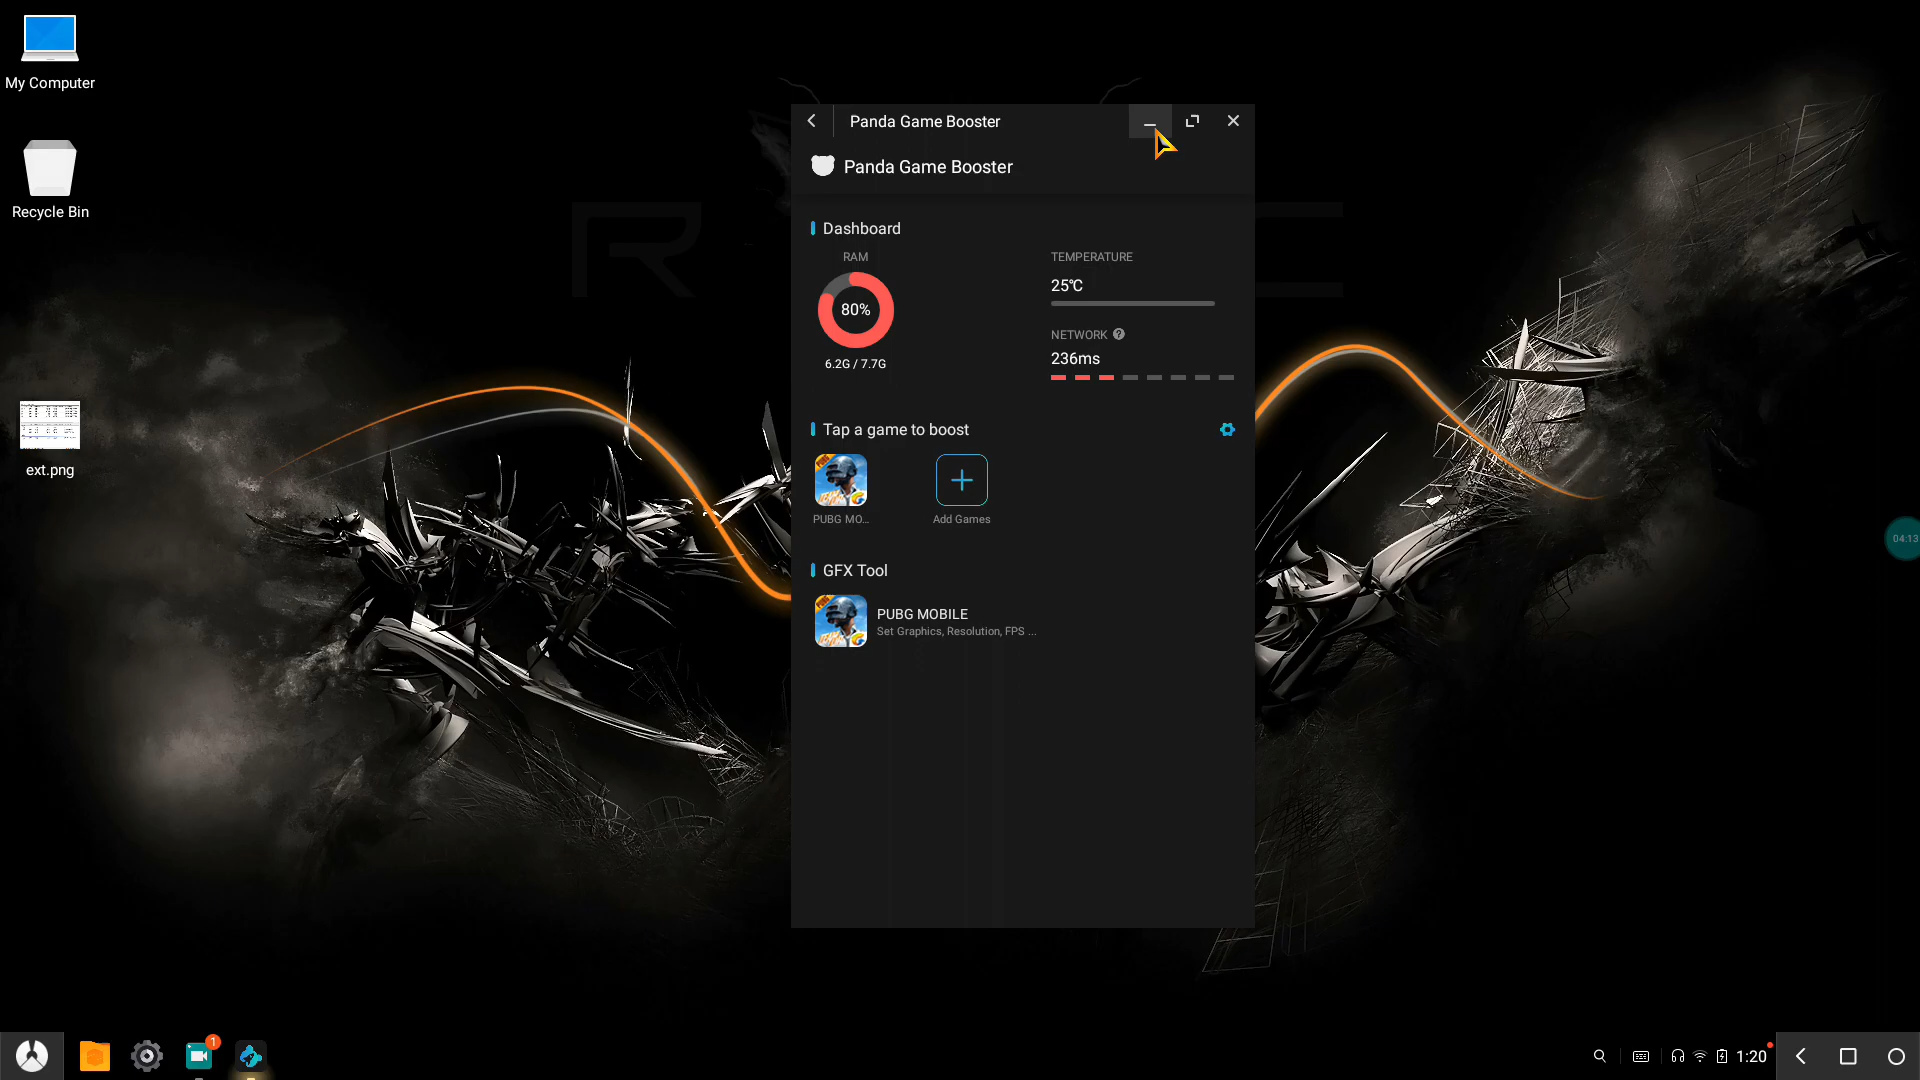 My Computer
Recycle Bin
ext.png
Panda Game Booster
Panda Game Booster
Dashboard
RAM
80%
6.2G / 7.7G
TEMPERATURE
25℃
NETWORK
236ms
Tap a game to boost
PUBG MO...
Add Games
GFX Tool
PUBG MOBILE
Set Graphics, Resolution, FPS ...
04:13
1
1:20